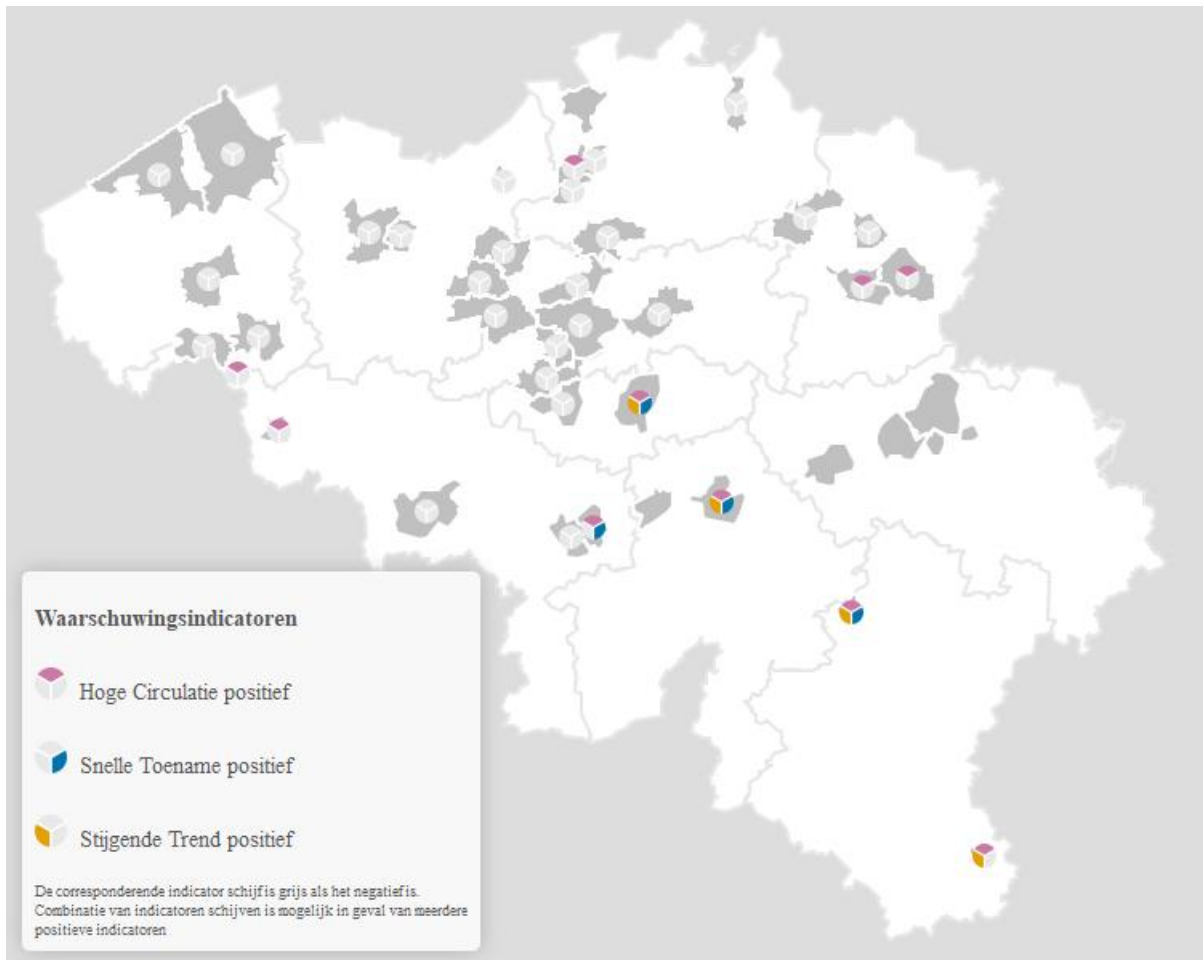 Waarschuwingsindicatoren
Hoge Circulatie positief
Snelle Toename positief
Stijgende Trend positief
De corresponderende indicator schijf is grijs als het negatief is.
Combinatie van indicatoren schijven is mogelijk in geval van meerdere
positieve indicatoren